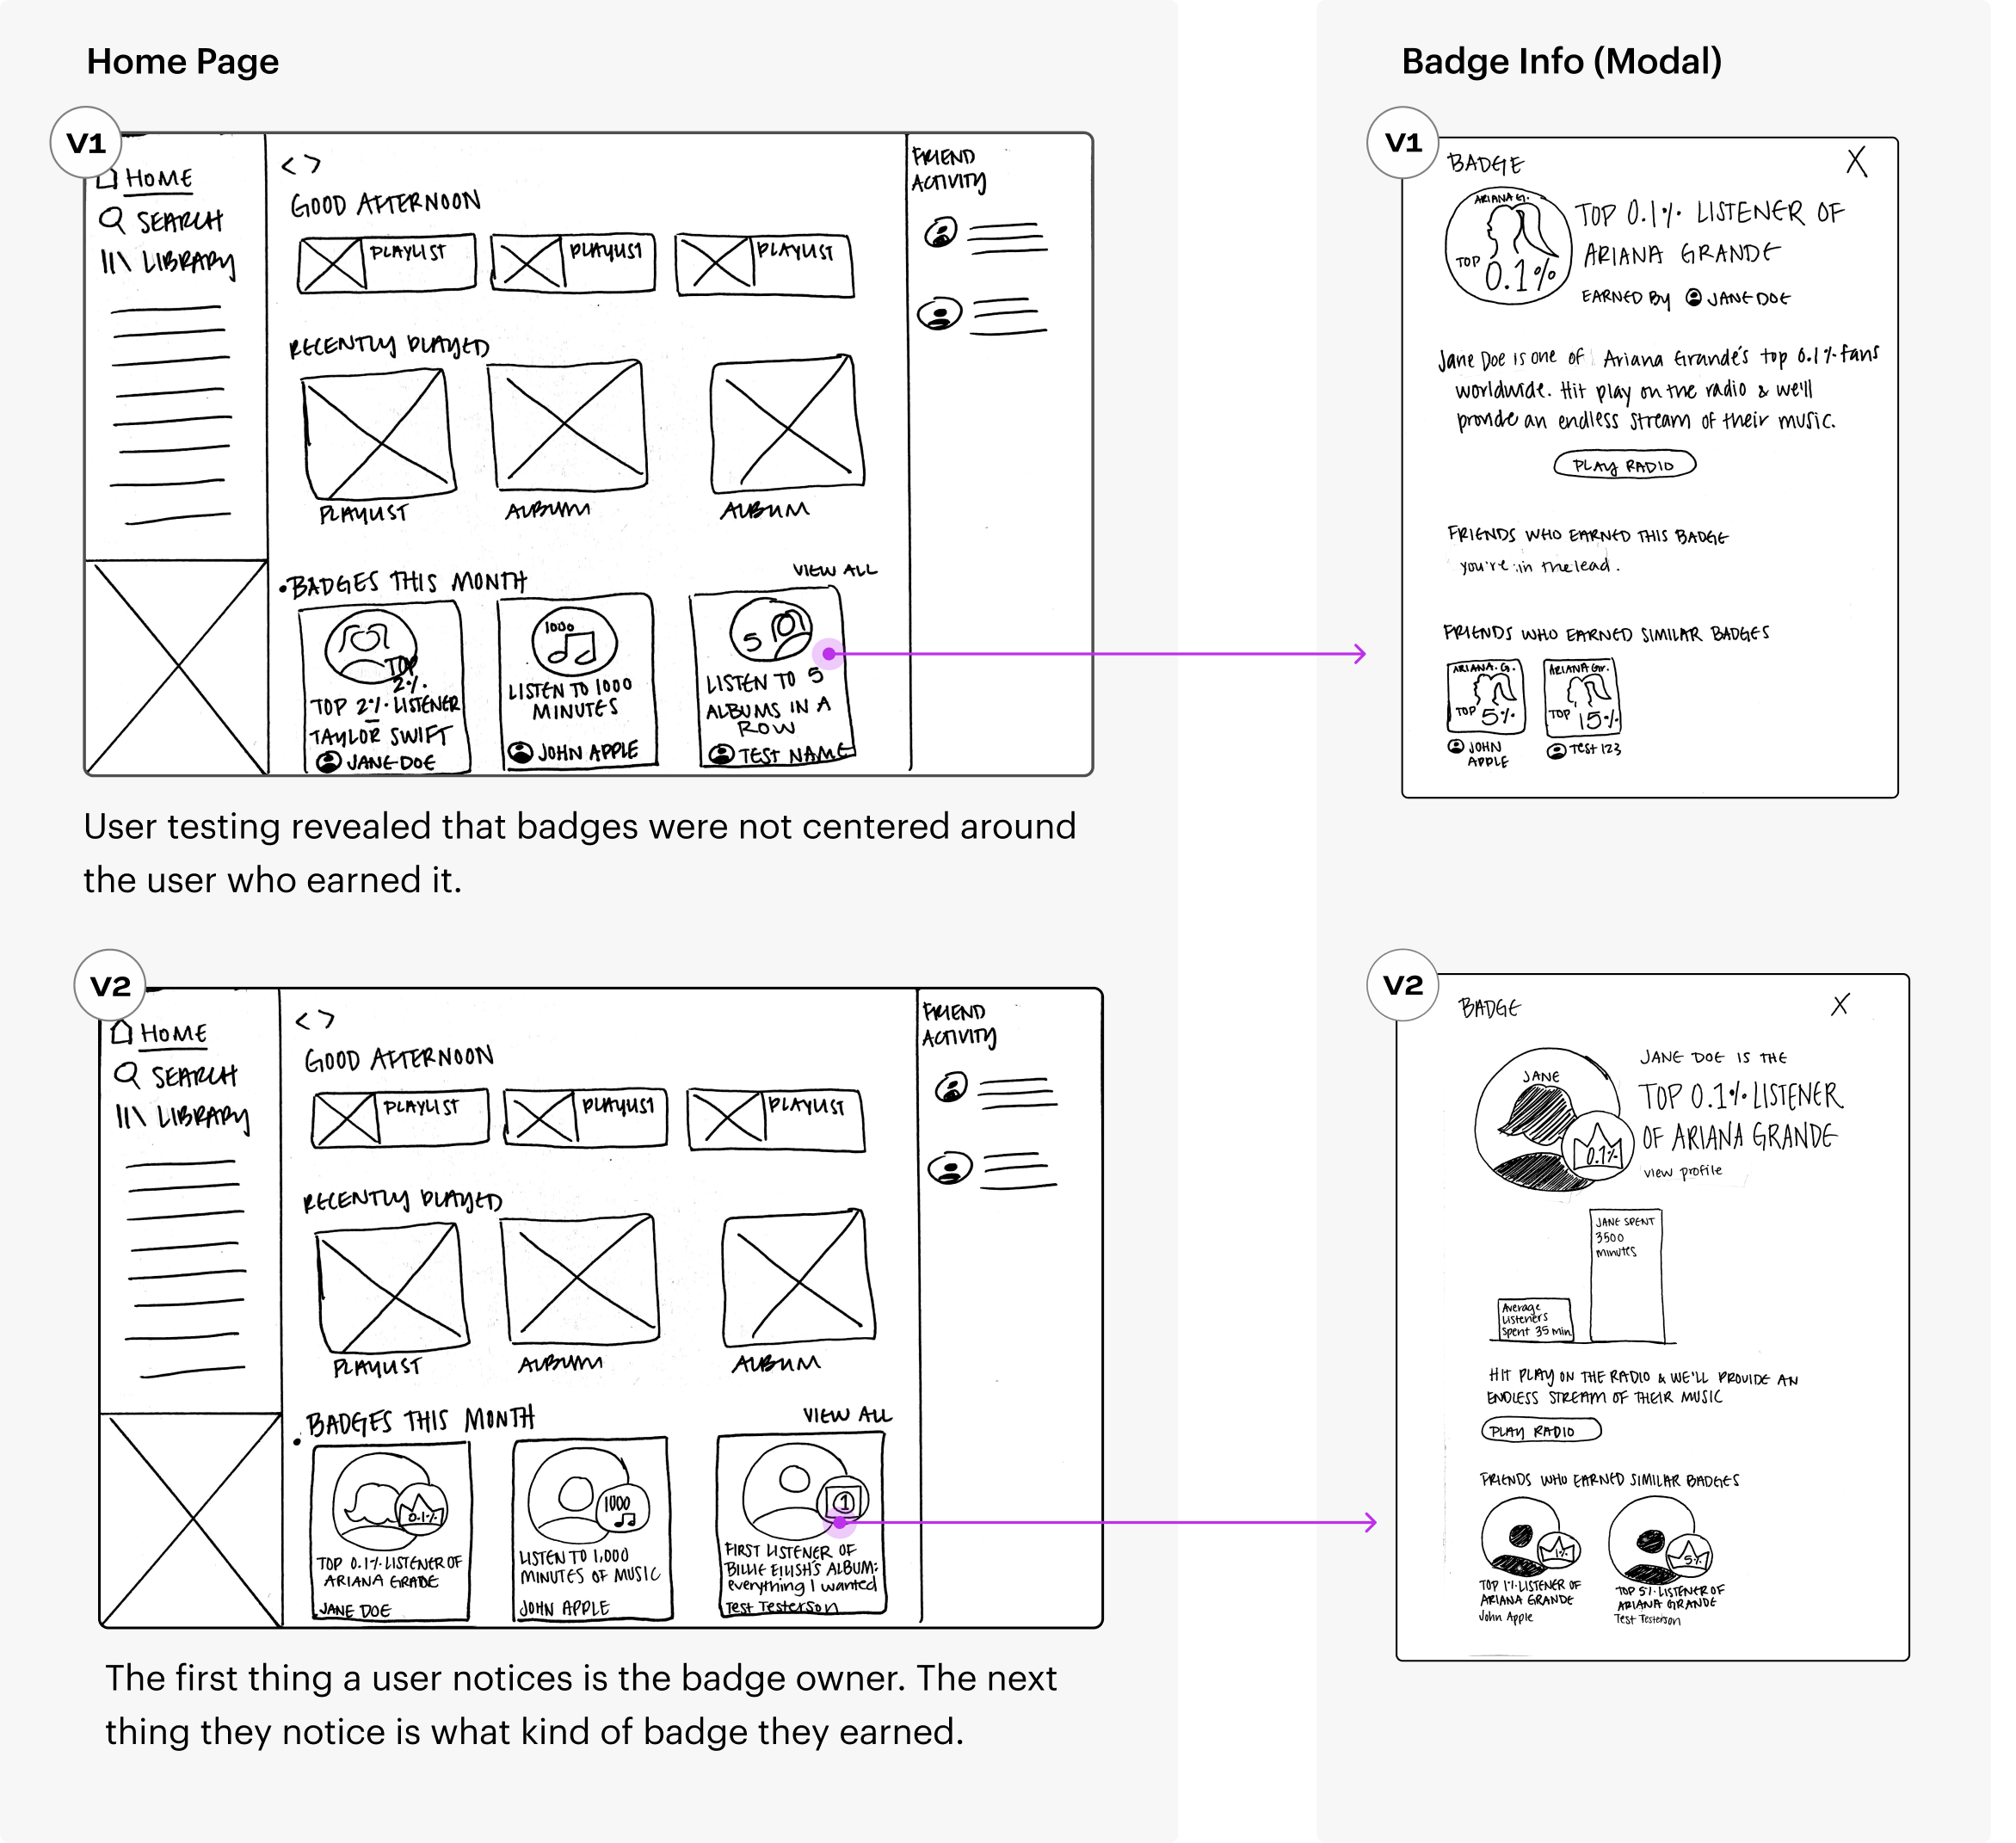 Home Page
V1
HOME
SEARCH
LIBRARY
< >
GOOD AFTERNOON
PLAYLIST
PLAYLIST
PLAYLIST
RECENTLY PLAYED
PLAYLIST
ALBUM
ALBUM
•BADGES THIS MONTH
VIEW ALL
TOP
2%
TOP 2% LISTENER
TAYLOR SWIFT
JANE DOE
1000
LISTEN TO 1000
MINUTES
JOHN APPLE
5
LISTEN TO 5
ALBUMS IN A
ROW
TEST NAME
FRIEND
ACTIVITY
User testing revealed that badges were not centered around
the user who earned it.
Badge Info (Modal)
V1
BADGE
X
ARIANA G.
TOP 0.1%
TOP 0.1% LISTENER OF
ARIANA GRANDE
EARNED BY JANE DOE
Jane Doe is one of Ariana Grande's top 0.1% fans
worldwide. Hit play on the radio & we'll
provide an endless stream of their music.
PLAY RADIO
FRIENDS WHO EARNED THIS BADGE
you're in the lead.
FRIENDS WHO EARNED SIMILAR BADGES
ARIANA. G.
TOP 5%
JOHN
APPLE
ARIANA Gr.
TOP 15%
TEST 123
V2
HOME
SEARCH
LIBRARY
< >
GOOD AFTERNOON
PLAYLIST
PLAYLIST
PLAYLIST
RECENTLY PLAYED
PLAYLIST
ALBUM
ALBUM
• BADGES THIS MONTH
VIEW ALL
0.1%
TOP 0.1% LISTENER OF
ARIANA GRADE
JANE DOE
1000
LISTEN TO 1,000
MINUTES OF MUSIC
JOHN APPLE
1
FIRST LISTENER OF
BILLIE EILISH'S ALBUM:
everything I wanted
Test Testerson
FRIEND
ACTIVITY
The first thing a user notices is the badge owner. The next
thing they notice is what kind of badge they earned.
V2
BADGE
X
JANE
0.1%
JANE DOE IS THE
TOP 0.1% LISTENER
OF ARIANA GRANDE
view profile
JANE SPENT
3500
minutes
Average
Listeners
Spent 35 min
HIT PLAY ON THE RADIO & WE'LL PROVIDE AN
ENDLESS STREAM OF THEIR MUSIC
PLAY RADIO
FRIENDS WHO EARNED SIMILAR BADGES
1%
TOP 1% LISTENER OF
ARIANA GRANDE
John Apple
5%
TOP 5% LISTENER OF
ARIANA GRANDE
Test Testerson